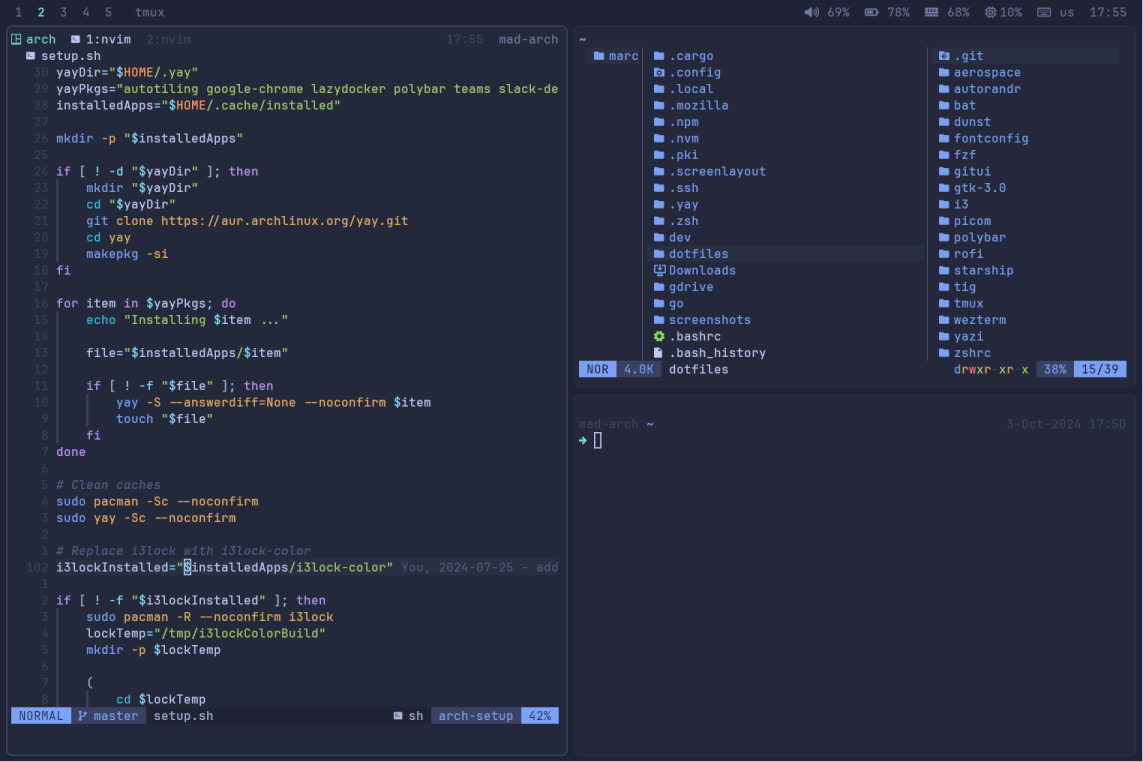 1 2 3 4 5 tmux 69% 78% 68% 10% us 17:55
arch 1:nvim 2:nvim 17:55 mad-arch
setup.sh
30 yayDir="$HOME/.yay"
29 yayPkgs="autotiling google-chrome lazydocker polybar teams slack-de
28 installedApps="$HOME/.cache/installed"
27
26 mkdir -p "$installedApps"
25
24 if [ ! -d "$yayDir" ]; then
23 mkdir "$yayDir"
22 cd "$yayDir"
21 git clone https://aur.archlinux.org/yay.git
20 cd yay
19 makepkg -si
18 fi
17
16 for item in $yayPkgs; do
15 echo "Installing $item ..."
14
13 file="$installedApps/$item"
12
11 if [ ! -f "$file" ]; then
10 yay -S --answerdiff=None --noconfirm $item
9 touch "$file"
8 fi
7 done
6
5 # Clean caches
4 sudo pacman -Sc --noconfirm
3 sudo yay -Sc --noconfirm
2
1 # Replace i3lock with i3lock-color
102 i3lockInstalled="$installedApps/i3lock-color" You, 2024-07-25 - add
1
2 if [ ! -f "$i3lockInstalled" ]; then
3 sudo pacman -R --noconfirm i3lock
4 lockTemp="/tmp/i3lockColorBuild"
5 mkdir -p $lockTemp
6
7 (
8 cd $lockTemp
NORMAL master setup.sh sh arch-setup 42%
~
marc
.cargo
.config
.local
.mozilla
.npm
.nvm
.pki
.screenlayout
.ssh
.yay
.zsh
dev
dotfiles
Downloads
gdrive
go
screenshots
.bashrc
.bash_history
.git
aerospace
autorandr
bat
dunst
fontconfig
fzf
gitui
gtk-3.0
i3
picom
polybar
rofi
starship
tig
tmux
wezterm
yazi
zshrc
NOR 4.0K dotfiles drwxr-xr-x 38% 15/39
mad-arch ~ 3-Oct-2024 17:50
➜